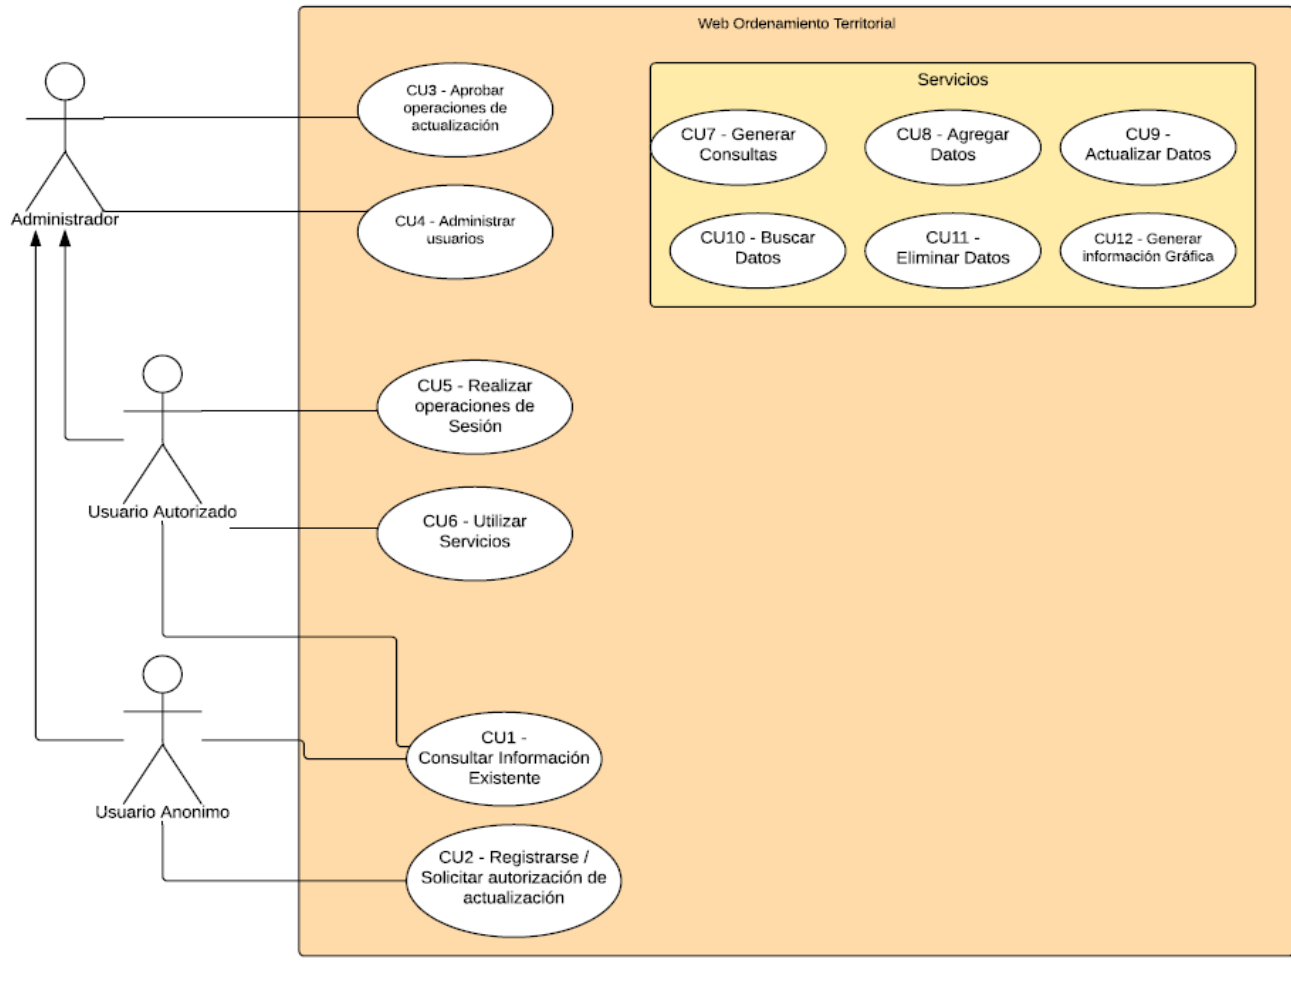 Web Ordenamiento Territorial
Servicios
CU3 - Aprobar
operaciones de
actualización
CU7 - Generar
Consultas
CU8 - Agregar
Datos
CU9 -
Actualizar Datos
Administrador
CU4 - Administrar
usuarios
CU10 - Buscar
Datos
CU11 -
Eliminar Datos
CU12 - Generar
información Gráfica
CU5 - Realizar
operaciones de
Sesión
Usuario Autorizado
CU6 - Utilizar
Servicios
CU1 -
Consultar Información
Existente
Usuario Anonimo
CU2 - Registrarse /
Solicitar autorización de
actualización